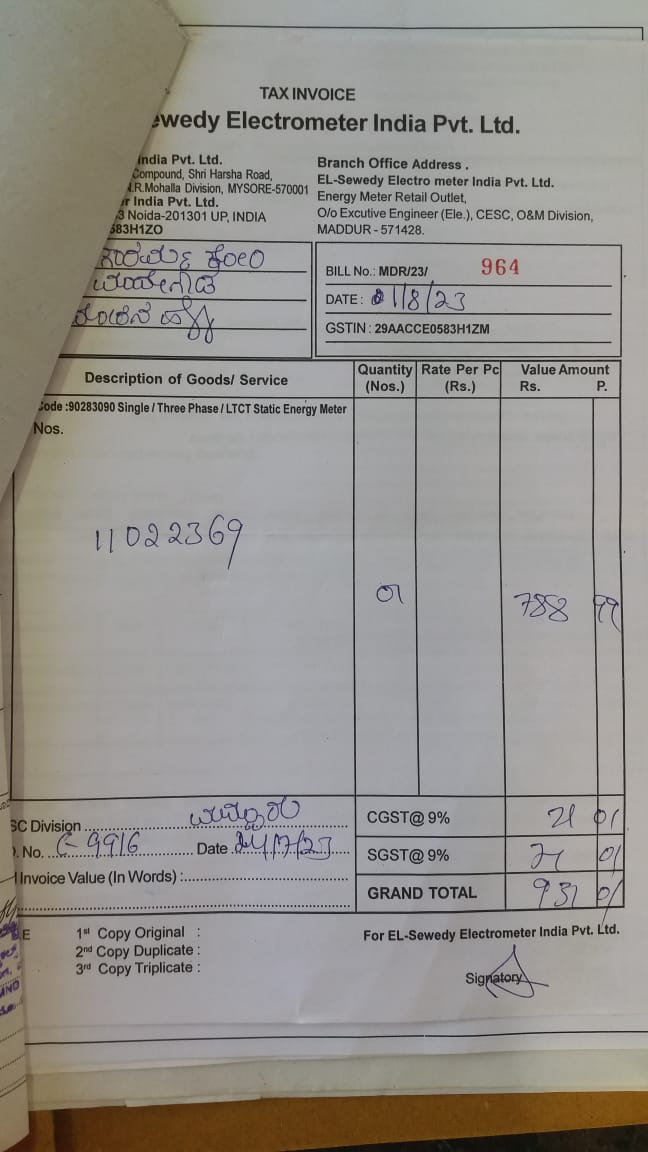 TAX INVOICE
ewedy Electrometer India Pvt. Ltd.
ndia Pvt. Ltd.
Compound, Shri Harsha Road,
.R.Mohalla Division, MYSORE-570001
r India Pvt. Ltd.
3 Noida-201301 UP, INDIA
583H1ZO
Branch Office Address .
EL-Sewedy Electro meter India Pvt. Ltd.
Energy Meter Retail Outlet,
O/o Excutive Engineer (Ele.), CESC, O&M Division,
MADDUR - 571428.
BILL No.: MDR/23/ 964
DATE : 21/8/23
GSTIN : 29AACCE0583H1ZM
Description of Goods/ Service
Quantity (Nos.)
Rate Per Pc (Rs.)
Value Amount
Rs. P.
Code :90283090 Single / Three Phase / LTCT Static Energy Meter
Nos.
11022369
01
788 99
SC Division
. No. 9916 Date 24/7/23
Invoice Value (In Words) :
CGST@ 9% 71 01
SGST@ 9% 71 01
GRAND TOTAL 931 01
E
1st Copy Original :
2nd Copy Duplicate :
3rd Copy Triplicate :
For EL-Sewedy Electrometer India Pvt. Ltd.
Signatory